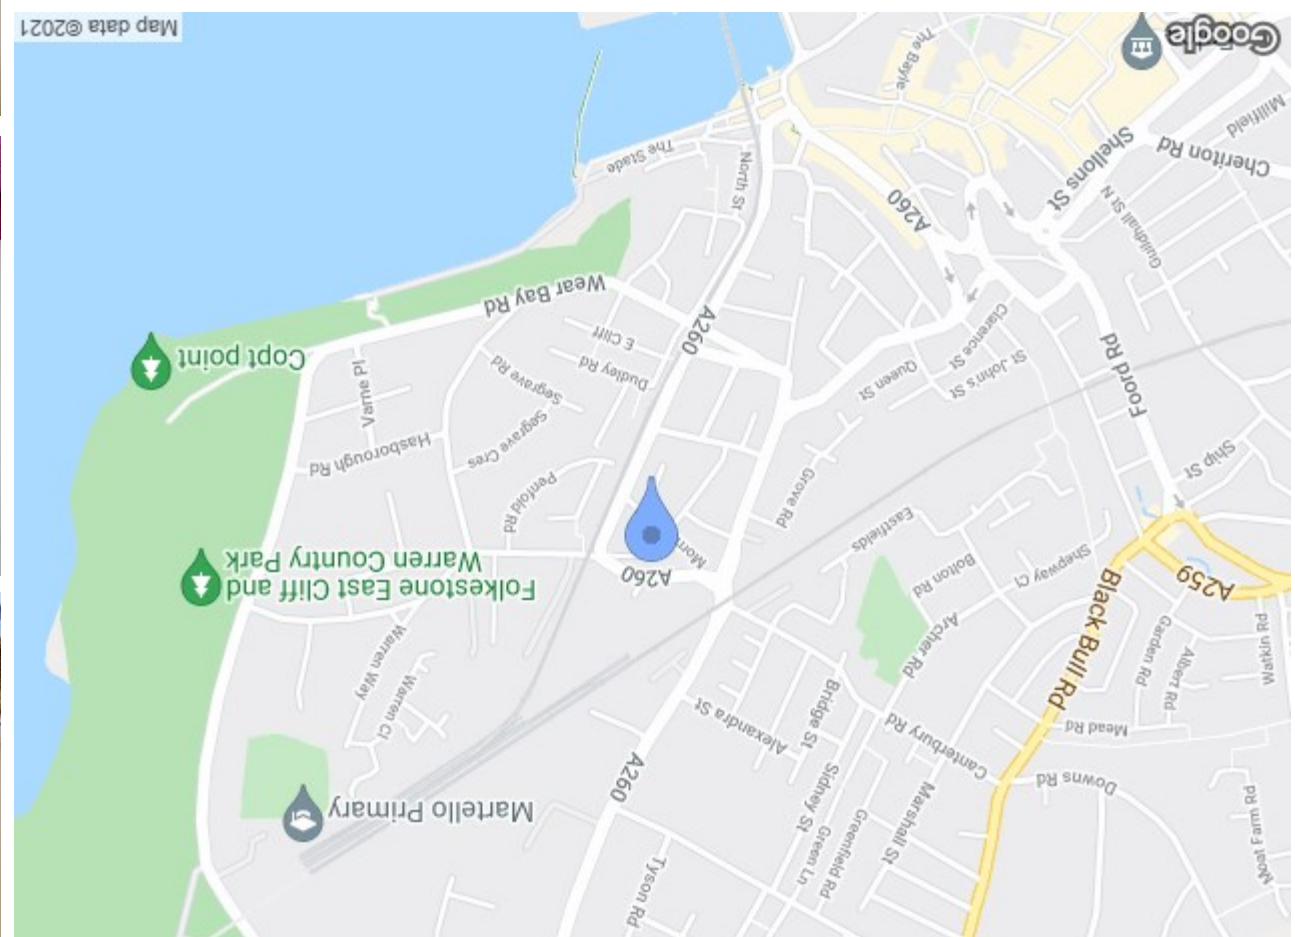 Moat Farm Rd
Tyson Rd
Greenfield Rd
Green Ln
Marshall St
Sidney St
Martello Primary
Downs Rd
A260
Canterbury Rd
Mead Rd
Alexandra St
Bridge St
Warren Cl
Warren Way
Albert Rd
Garden Rd
Watkin Rd
Black Bull Rd
Archer Rd
A259
Bolton Rd
Shepway Cl
A260
Folkestone East Cliff and
Warren Country Park
Eastfields
Penfold Rd
Grove Rd
Ship St
Hasborough Rd
Segrave Cres
Varne Pl
Foord Rd
St John's St
Queen St
Segrave Rd
Dudley Rd
Copt point
Clarence St
E Cliff
A260
Wear Bay Rd
Guildhall St N
A260
North St
Shellons St
Cheriton Rd
The Stade
Millfield
The Bayle
Google
Map data ©2021